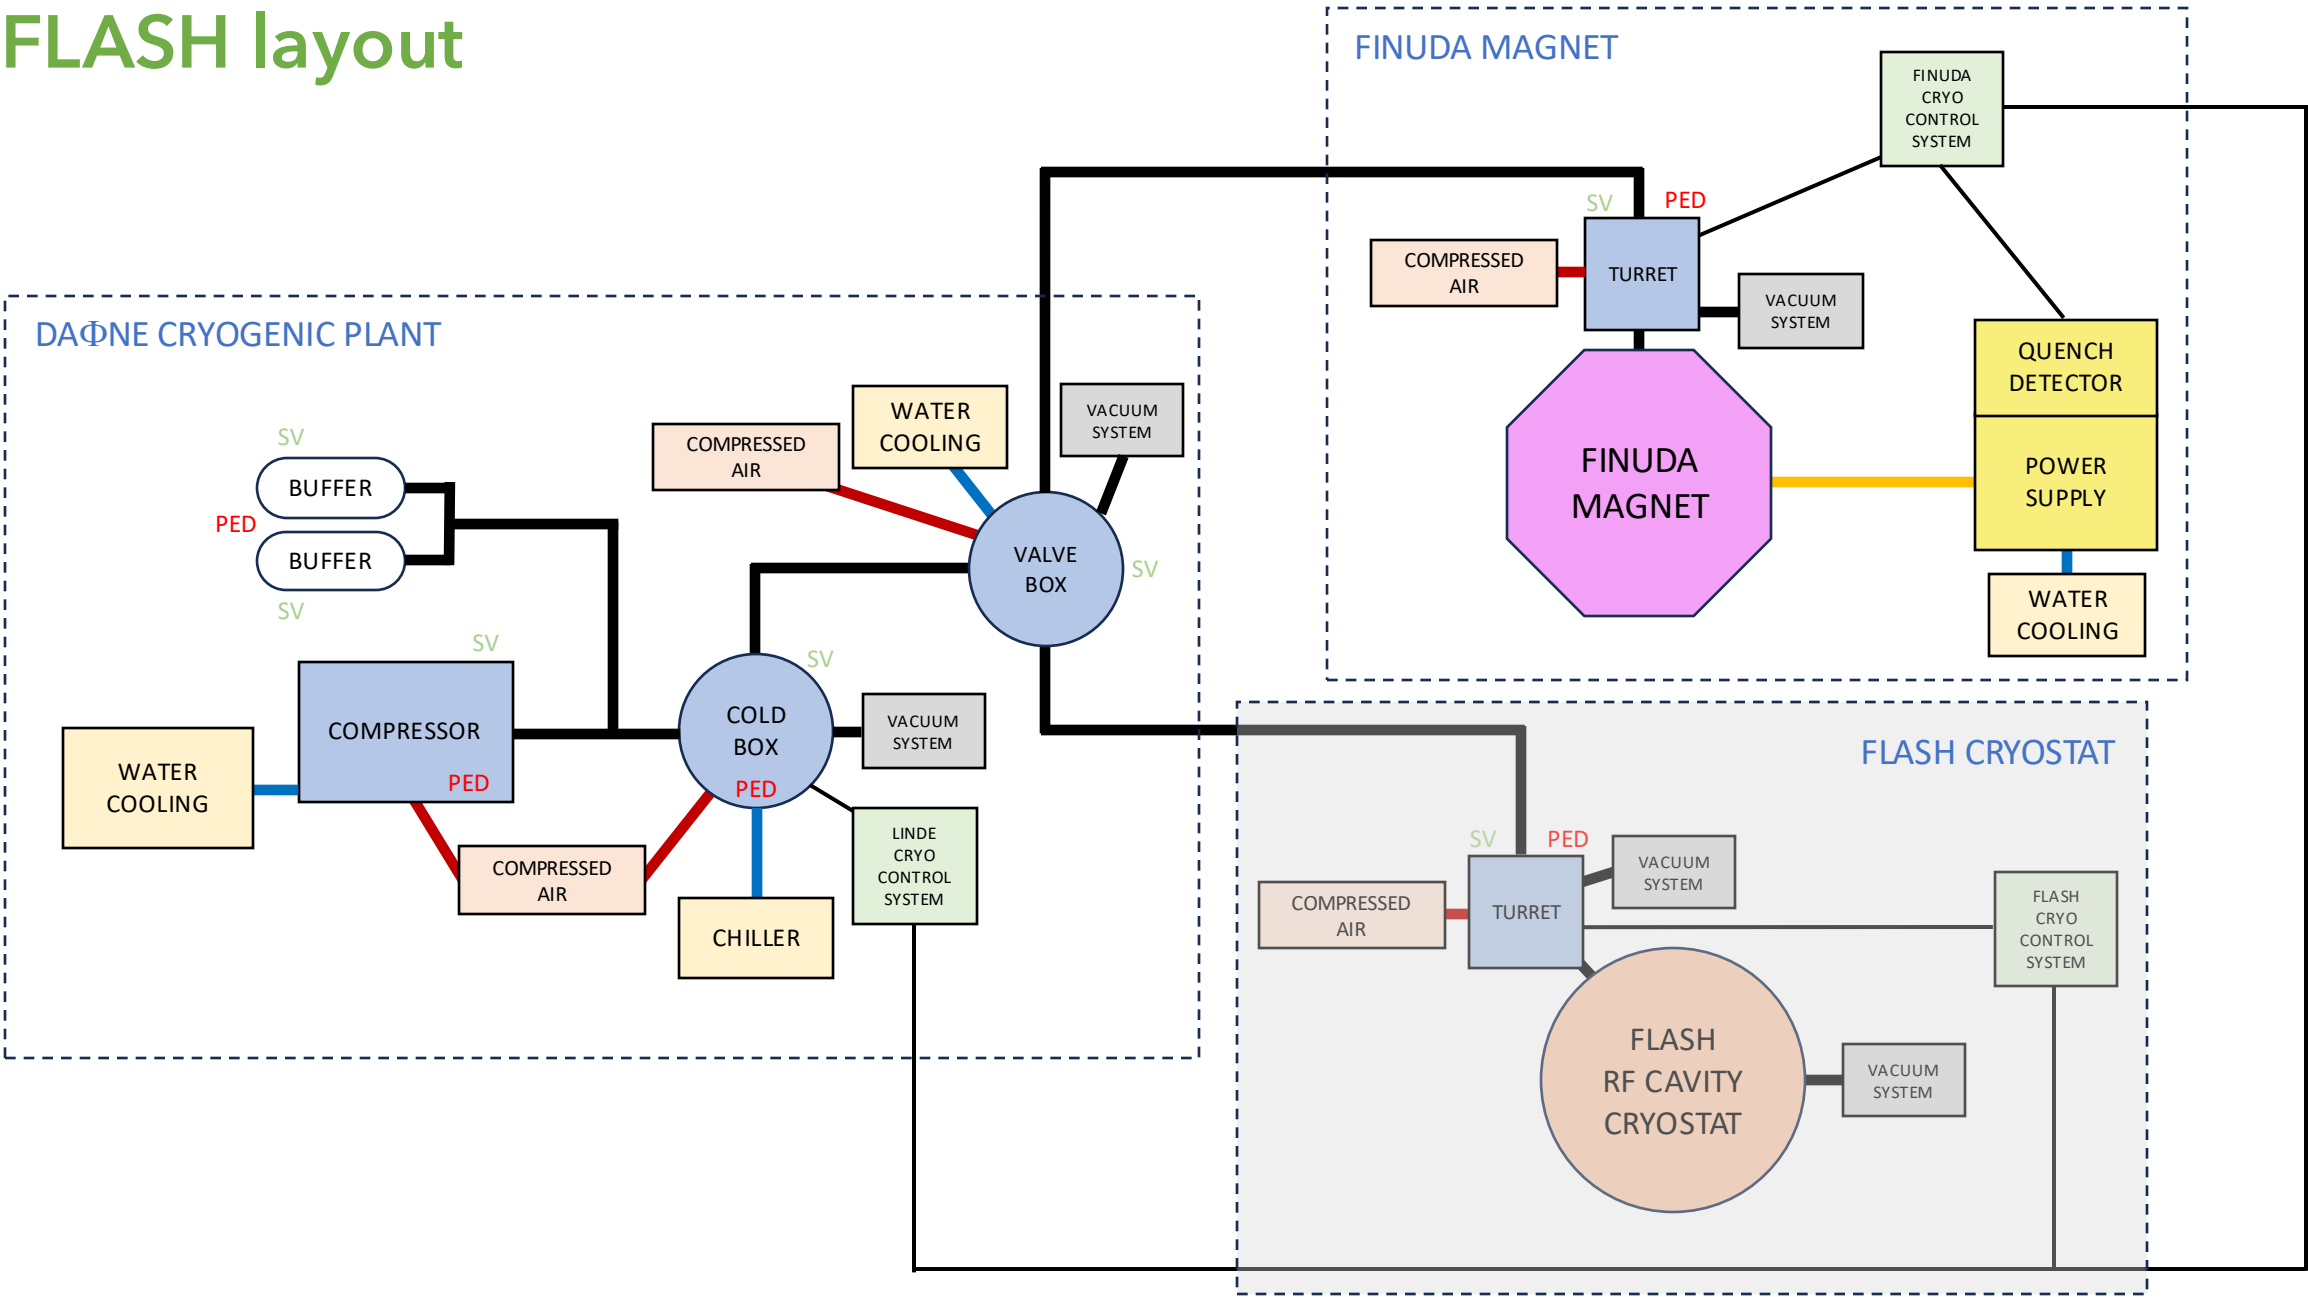 FLASH layout
FINUDA MAGNET
FINUDA
CRYO
CONTROL
SYSTEM
SV
PED
COMPRESSED
AIR
TURRET
VACUUM
SYSTEM
QUENCH
DETECTOR
FINUDA
MAGNET
POWER
SUPPLY
WATER
COOLING
DAΦNE CRYOGENIC PLANT
WATER
COOLING
VACUUM
SYSTEM
COMPRESSED
AIR
SV
BUFFER
PED
BUFFER
SV
VALVE
BOX
SV
SV
COMPRESSOR
PED
WATER
COOLING
SV
COLD
BOX
PED
VACUUM
SYSTEM
COMPRESSED
AIR
LINDE
CRYO
CONTROL
SYSTEM
CHILLER
FLASH CRYOSTAT
SV
PED
VACUUM
SYSTEM
COMPRESSED
AIR
TURRET
FLASH
CRYO
CONTROL
SYSTEM
FLASH
RF CAVITY
CRYOSTAT
VACUUM
SYSTEM